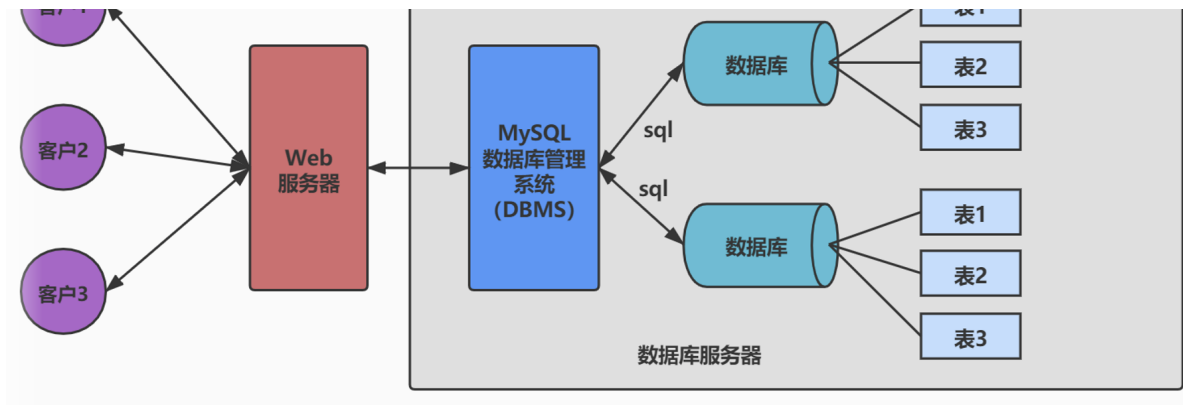 客户2
客户3
Web
服务器
MySQL
数据库管理
系统
（DBMS）
sql
sql
数据库
表2
表3
数据库
表1
表2
表3
数据库服务器